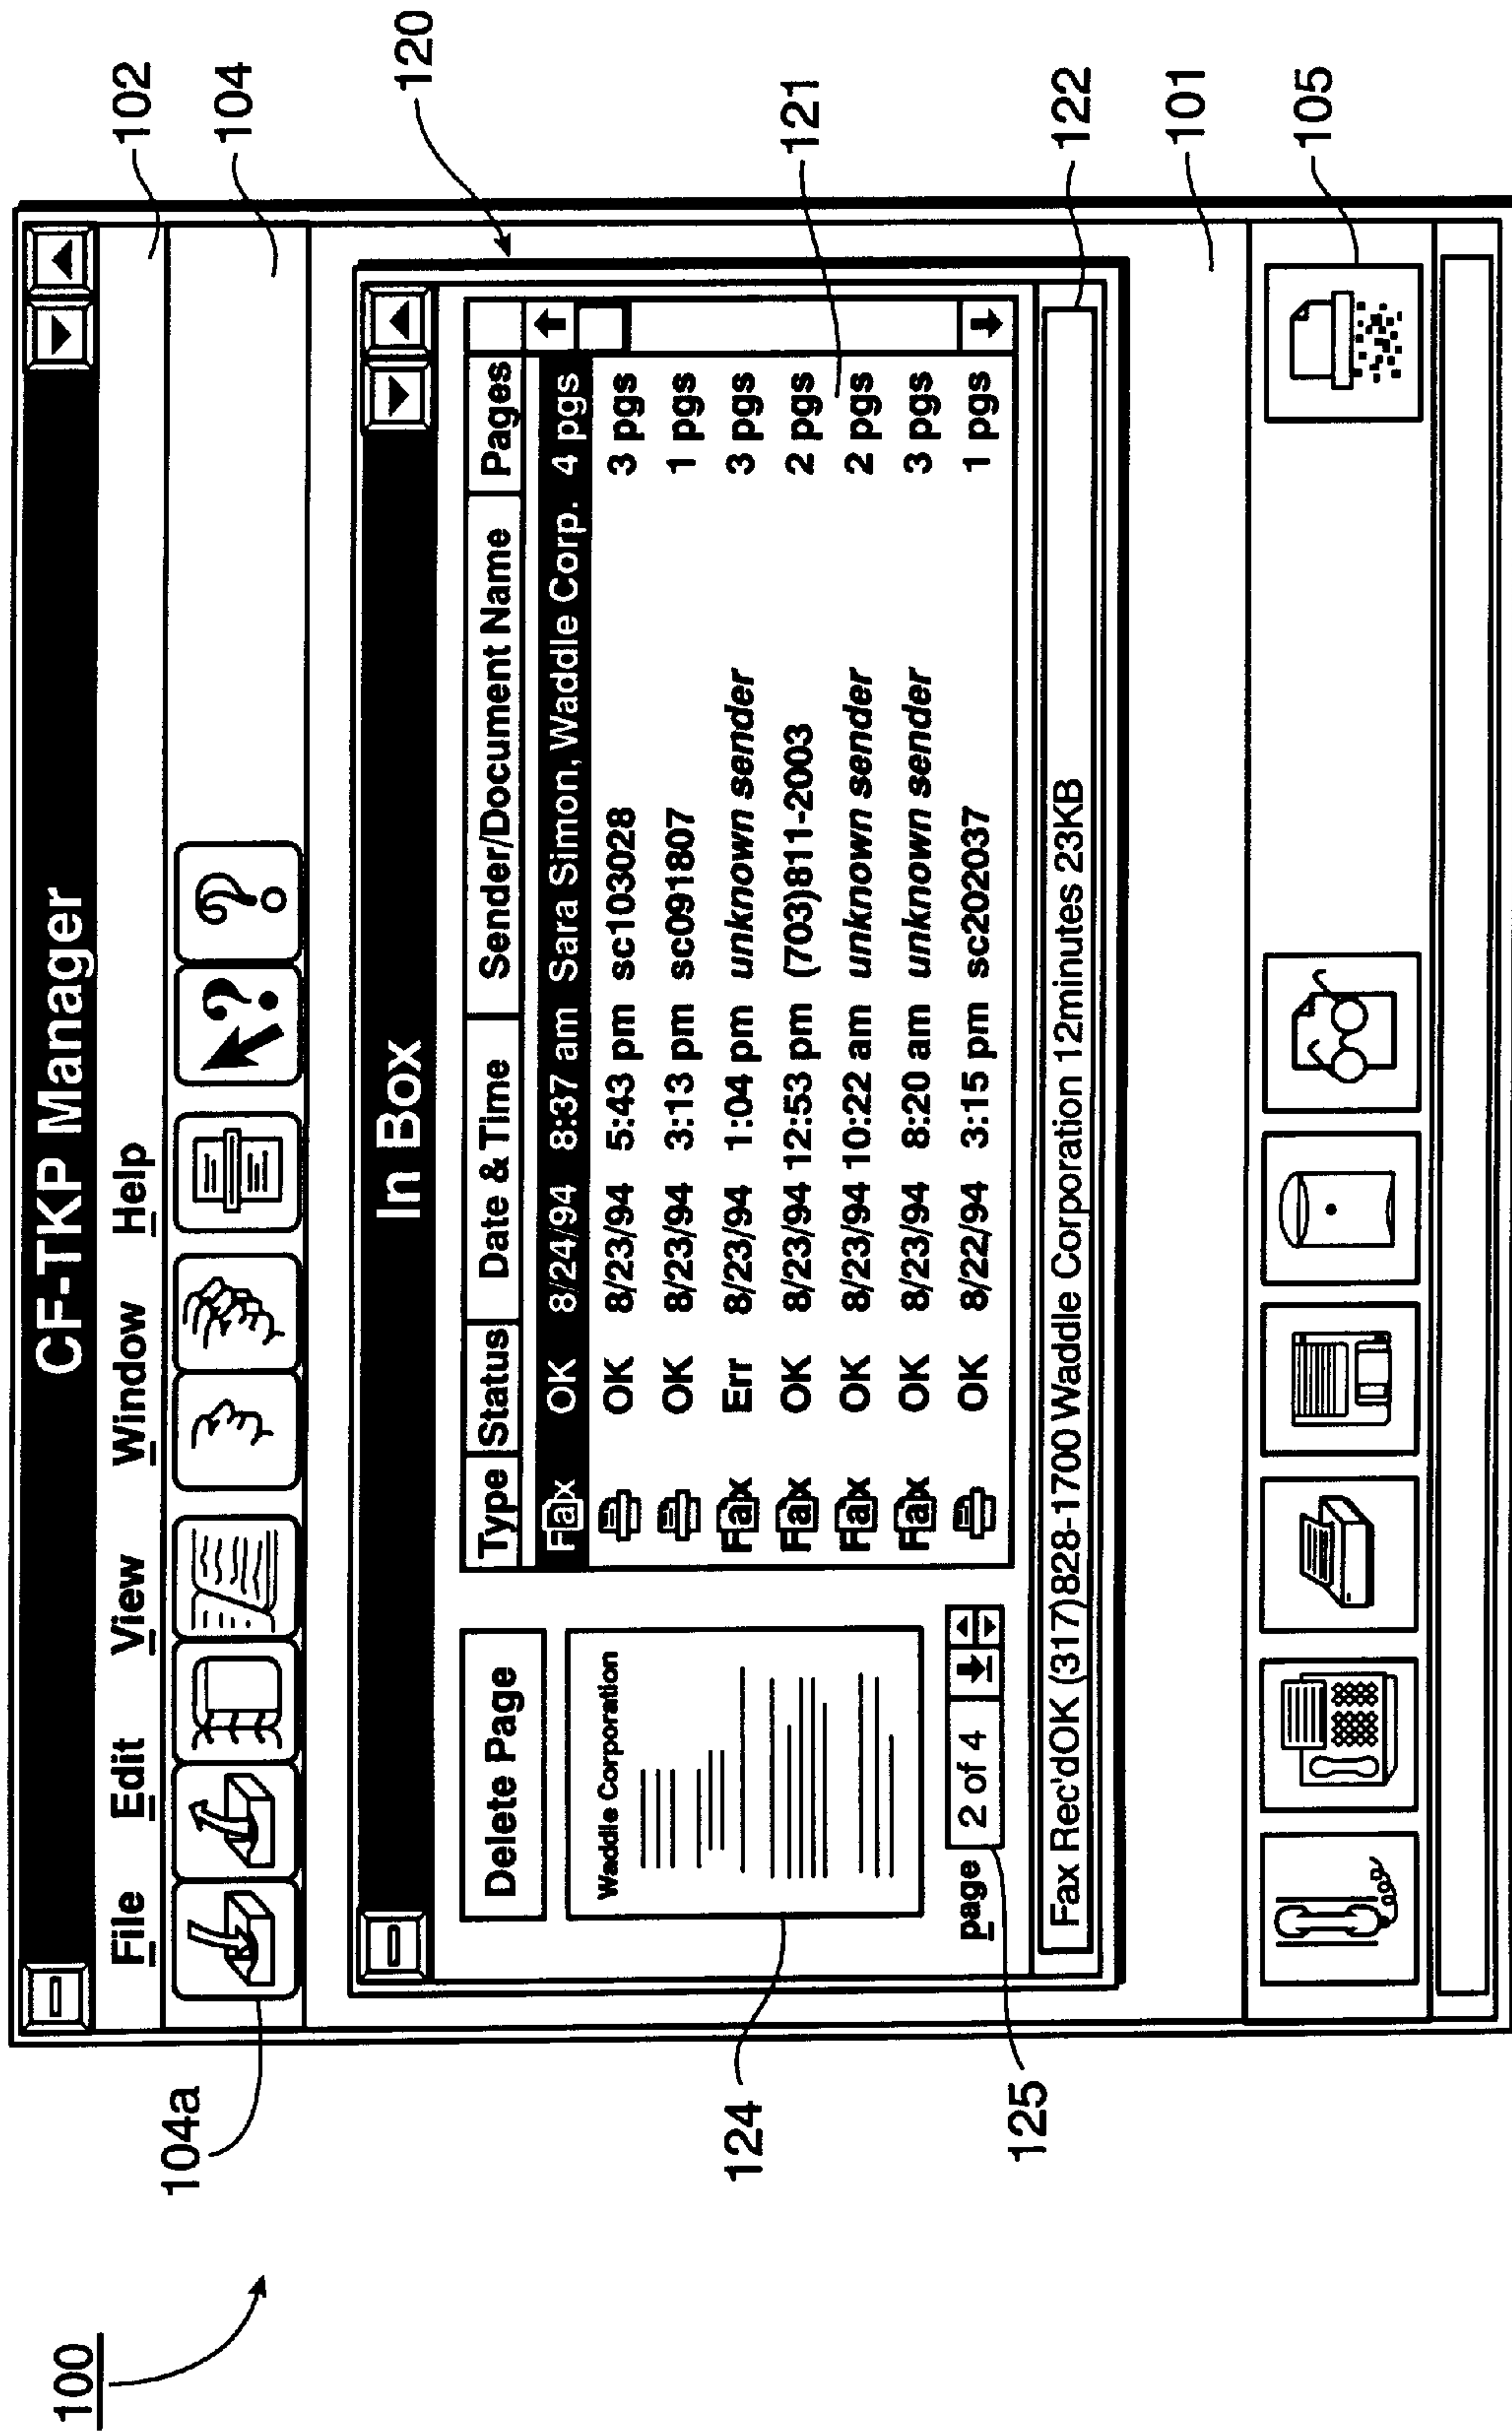 100
CF-TKP Manager
File Edit View Window Help
102
104a
104
In Box
120
Delete Page
Type Status Date & Time Sender/Document Name Pages
Fax OK 8/24/94 8:37 am Sara Simon, Waddle Corp. 4 pgs
OK 8/23/94 5:43 pm sc103028 3 pgs
OK 8/23/94 3:13 pm sc091807 1 pgs
Fax Err 8/23/94 1:04 pm unknown sender 3 pgs
Fax OK 8/23/94 12:53 pm (703)811-2003 2 pgs
Fax OK 8/23/94 10:22 am unknown sender 2 pgs
Fax OK 8/23/94 8:20 am unknown sender 3 pgs
OK 8/22/94 3:15 pm sc202037 1 pgs
121
Waddle Corporation
124
page 2 of 4
125
Fax Rec'dOK (317)828-1700 Waddle Corporation 12minutes 23KB
122
101
105